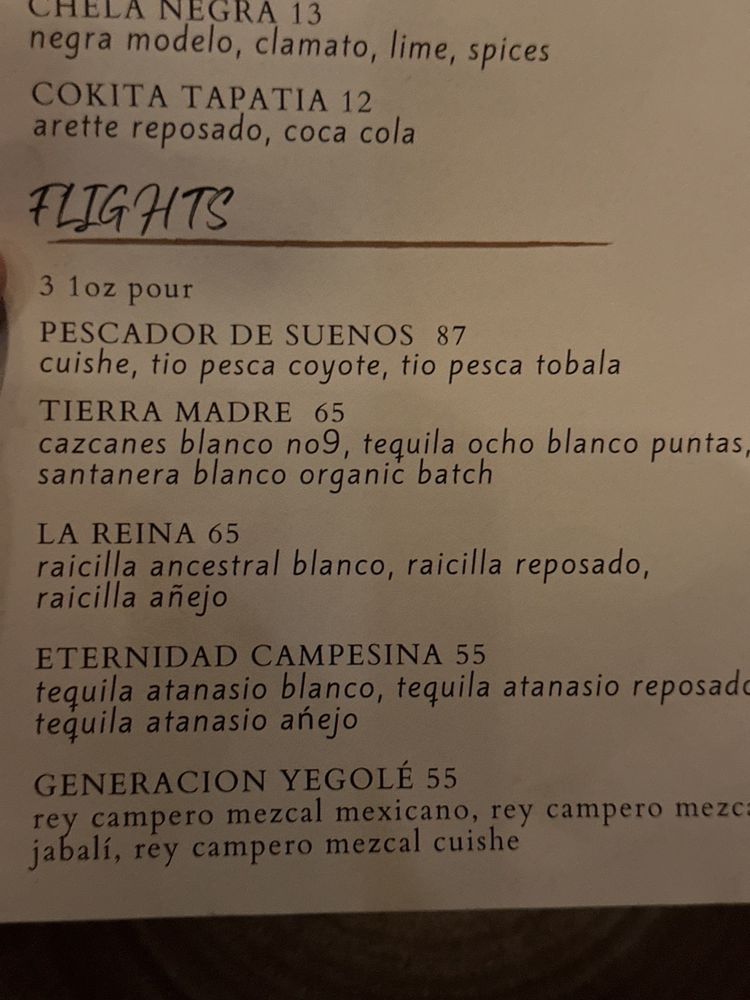 CHELA NEGRA 13
negra modelo, clamato, lime, spices
COKITA TAPATIA 12
arette reposado, coca cola
FLIGHTS
3 1oz pour
PESCADOR DE SUENOS 87
cuishe, tio pesca coyote, tio pesca tobala
TIERRA MADRE 65
cazcanes blanco no9, tequila ocho blanco puntas,
santanera blanco organic batch
LA REINA 65
raicilla ancestral blanco, raicilla reposado,
raicilla añejo
ETERNIDAD CAMPESINA 55
tequila atanasio blanco, tequila atanasio reposado
tequila atanasio ańejo
GENERACION YEGOLÉ 55
rey campero mezcal mexicano, rey campero
jabalí, rey campero mezcal cuishe